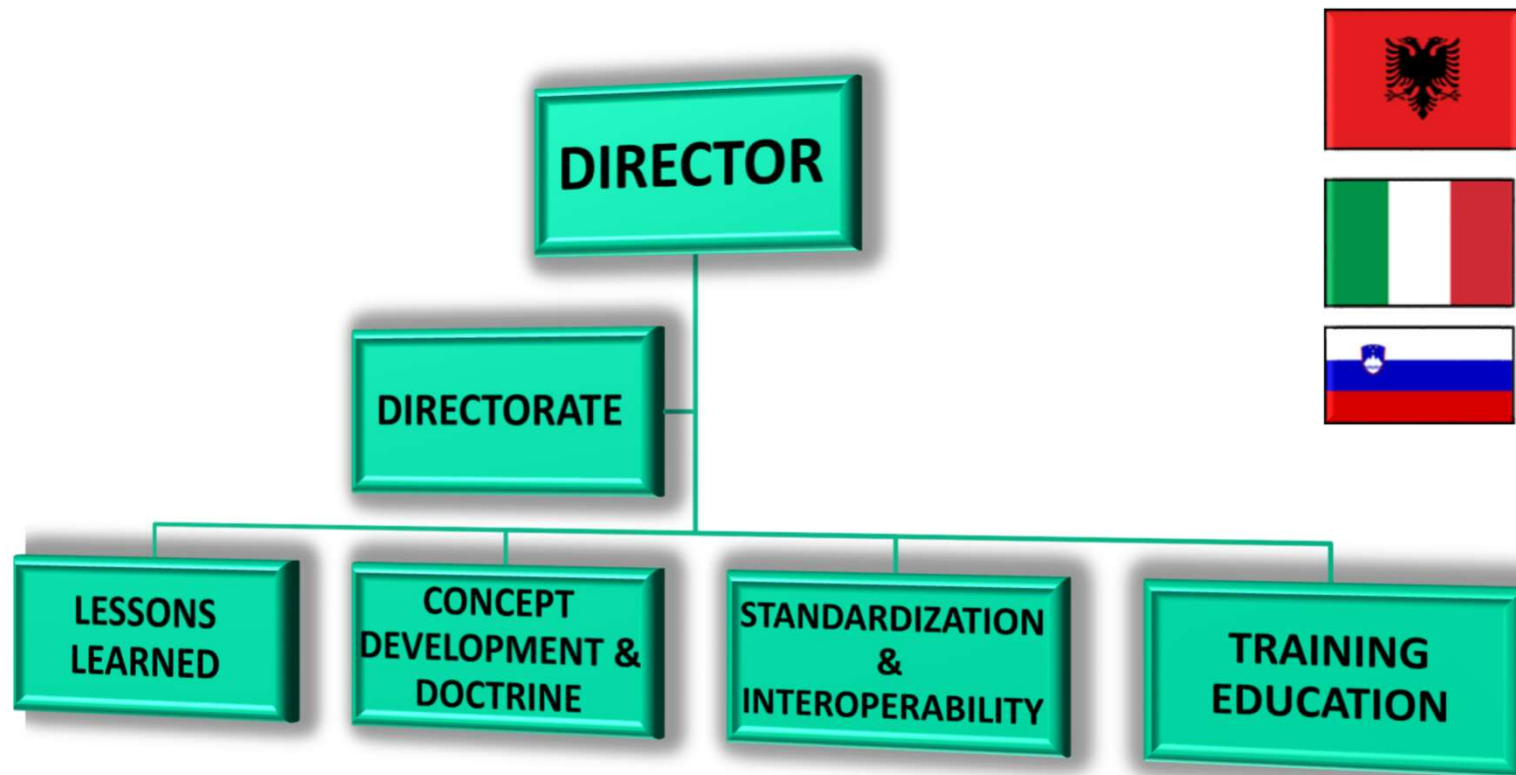 DIRECTOR
DIRECTORATE
LESSONS
LEARNED
CONCEPT
DEVELOPMENT &
DOCTRINE
STANDARDIZATION
&
INTEROPERABILITY
TRAINING
EDUCATION